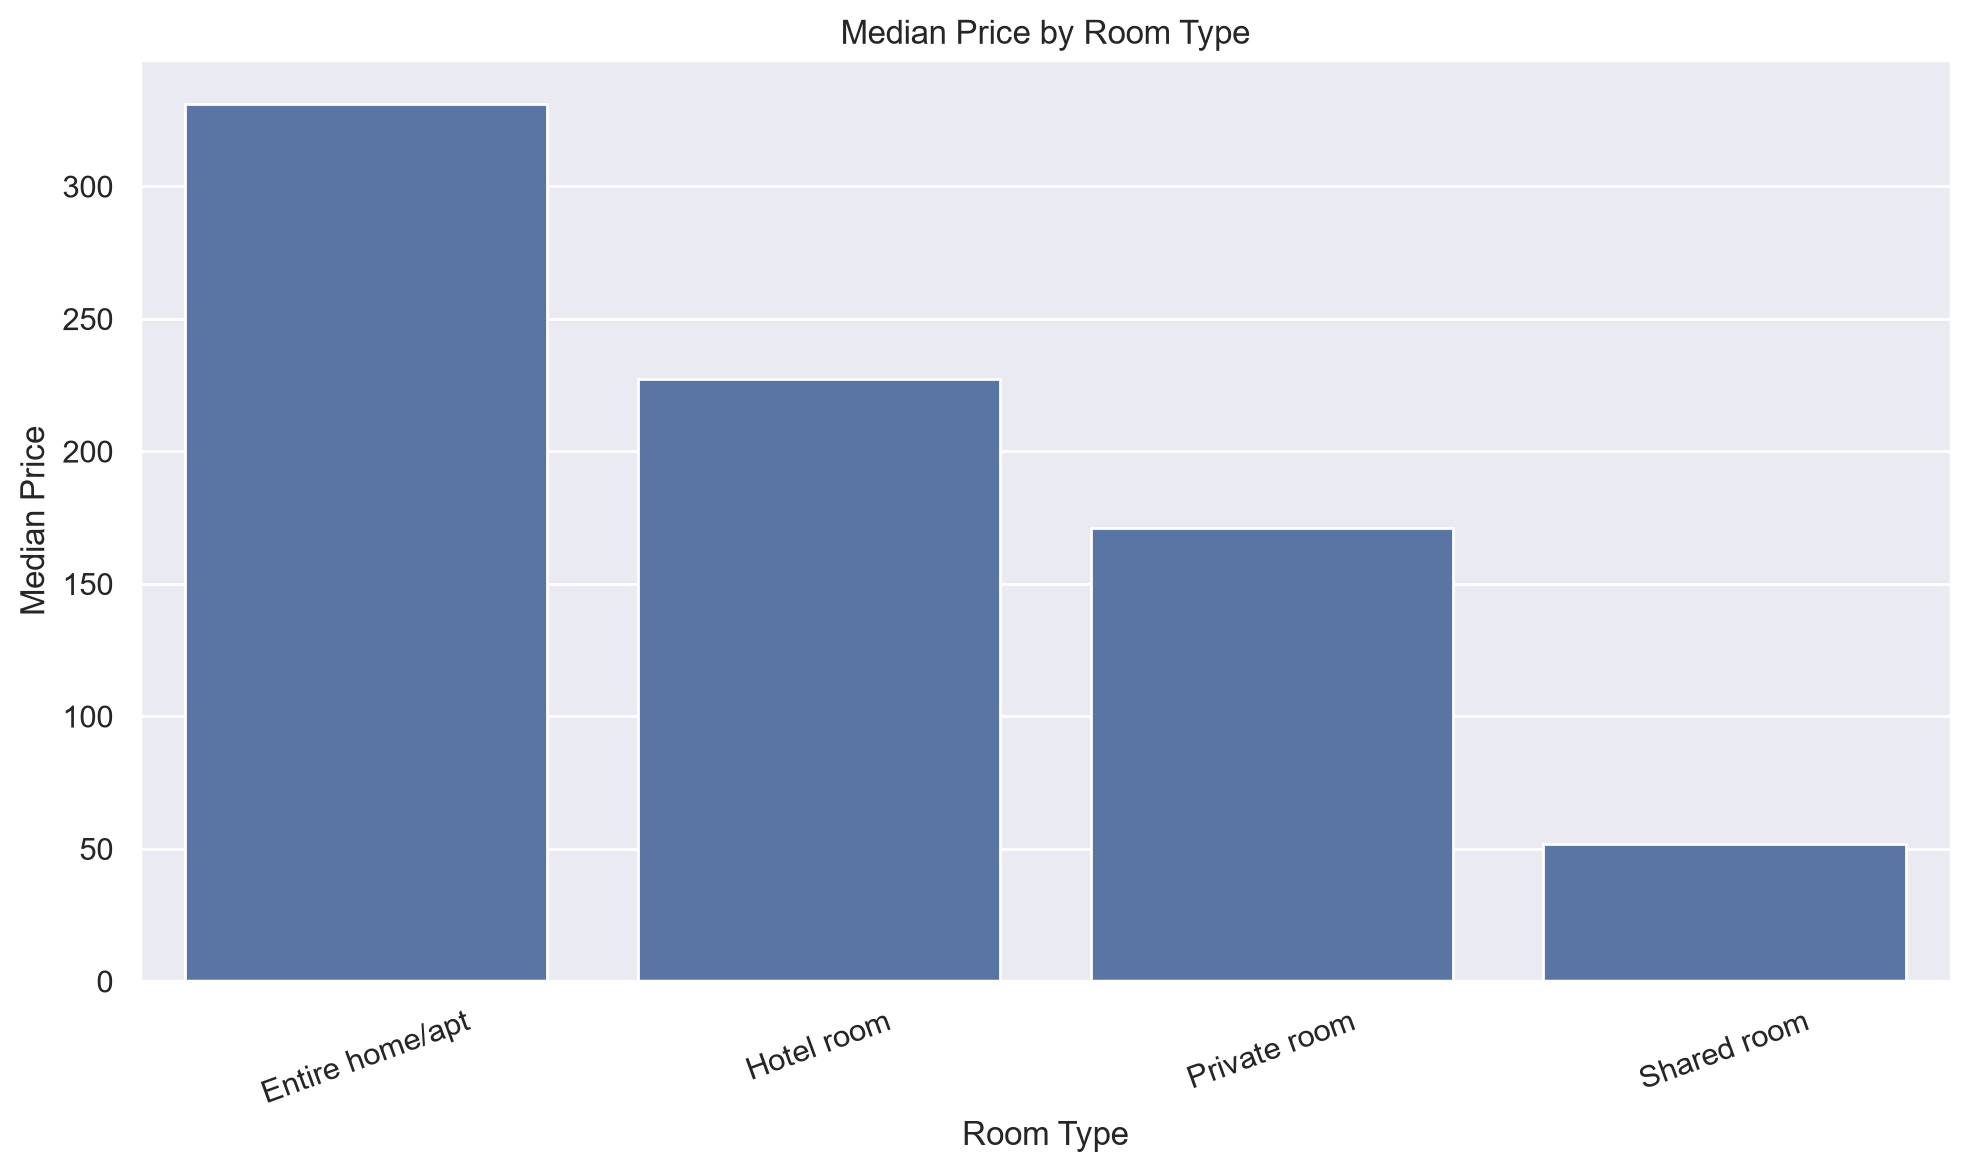 Median Price by Room Type
Median Price
300
250
200
150
100
50
0
Entire home/apt
Hotel room
Private room
Shared room
Room Type